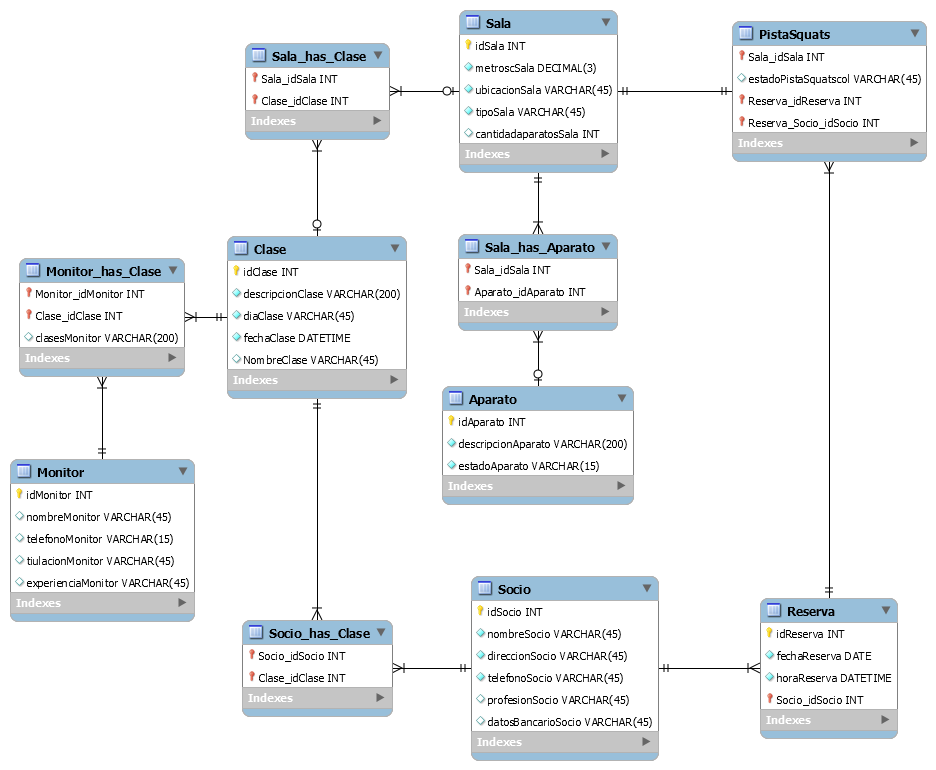 Sala
idSala INT
metroscSala DECIMAL(3)
ubicacionSala VARCHAR(45)
tipoSala VARCHAR(45)
cantidadaparatosSala INT
Indexes
PistaSquats
Sala_idSala INT
estadoPistaSquatscol VARCHAR(45)
Reserva_idReserva INT
Reserva_Socio_idSocio INT
Indexes
Sala_has_Clase
Sala_idSala INT
Clase_idClase INT
Indexes
Clase
idClase INT
descripcionClase VARCHAR(200)
diaClase VARCHAR(45)
fechaClase DATETIME
NombreClase VARCHAR(45)
Indexes
Sala_has_Aparato
Sala_idSala INT
Aparato_idAparato INT
Indexes
Monitor_has_Clase
Monitor_idMonitor INT
Clase_idClase INT
clasesMonitor VARCHAR(200)
Indexes
Aparato
idAparato INT
descripcionAparato VARCHAR(200)
estadoAparato VARCHAR(15)
Indexes
Monitor
idMonitor INT
nombreMonitor VARCHAR(45)
telefonoMonitor VARCHAR(15)
tiulacionMonitor VARCHAR(45)
experienciaMonitor VARCHAR(45)
Indexes
Socio_has_Clase
Socio_idSocio INT
Clase_idClase INT
Indexes
Socio
idSocio INT
nombreSocio VARCHAR(45)
direccionSocio VARCHAR(45)
telefonoSocio VARCHAR(45)
profesionSocio VARCHAR(45)
datosBancarioSocio VARCHAR(45)
Indexes
Reserva
idReserva INT
fechaReserva DATE
horaReserva DATETIME
Socio_idSocio INT
Indexes